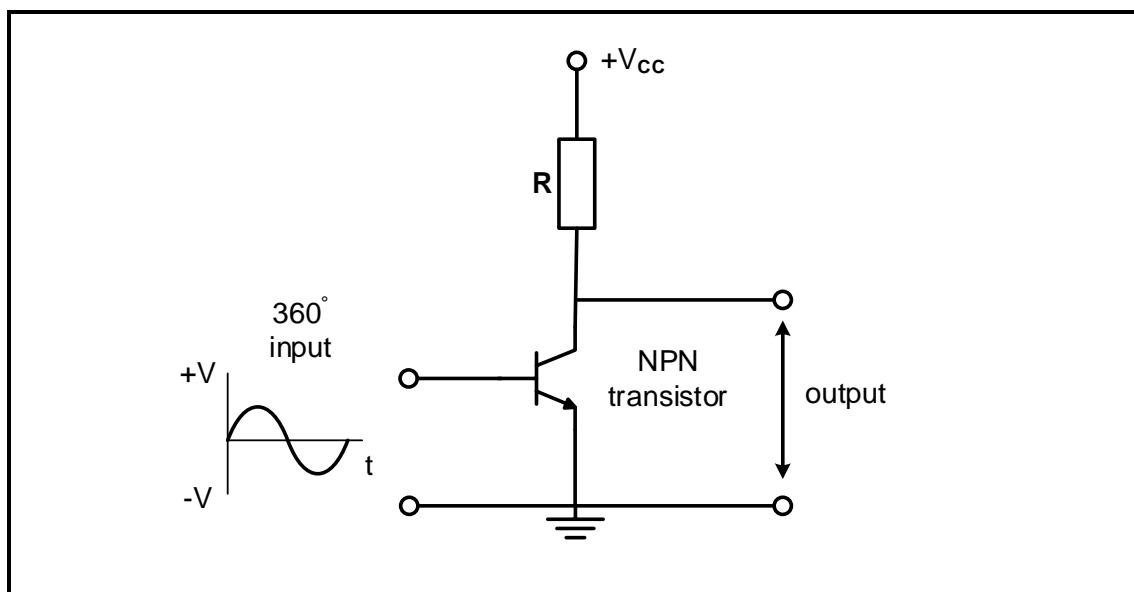 +Vcc
R
360°
input
+V
t
-V
NPN
transistor
output